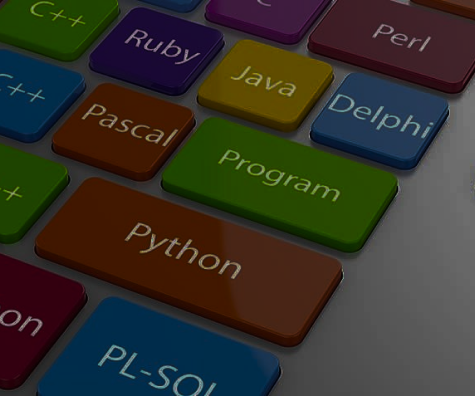 C++
Ruby
C
Perl
C++
Pascal
Java
Delphi
++
Program
Python
on
PL-SQL